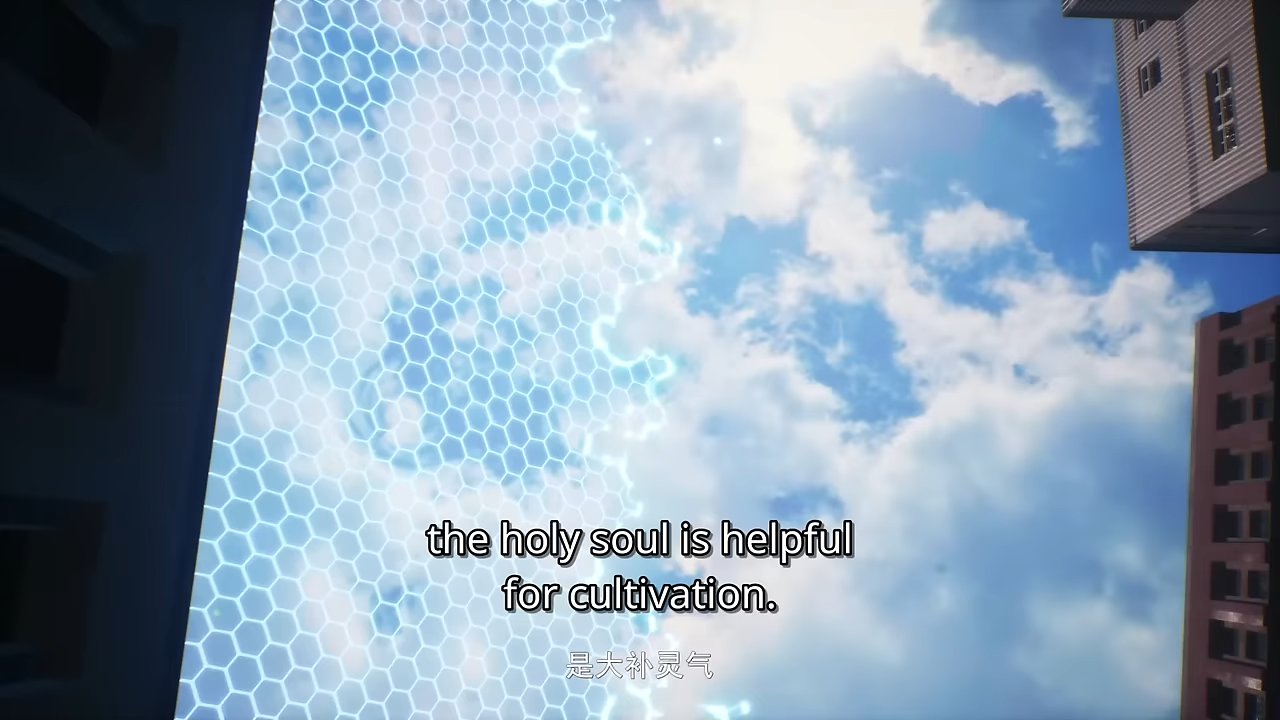 the holy soul is helpful
for cultivation.
是大补灵气